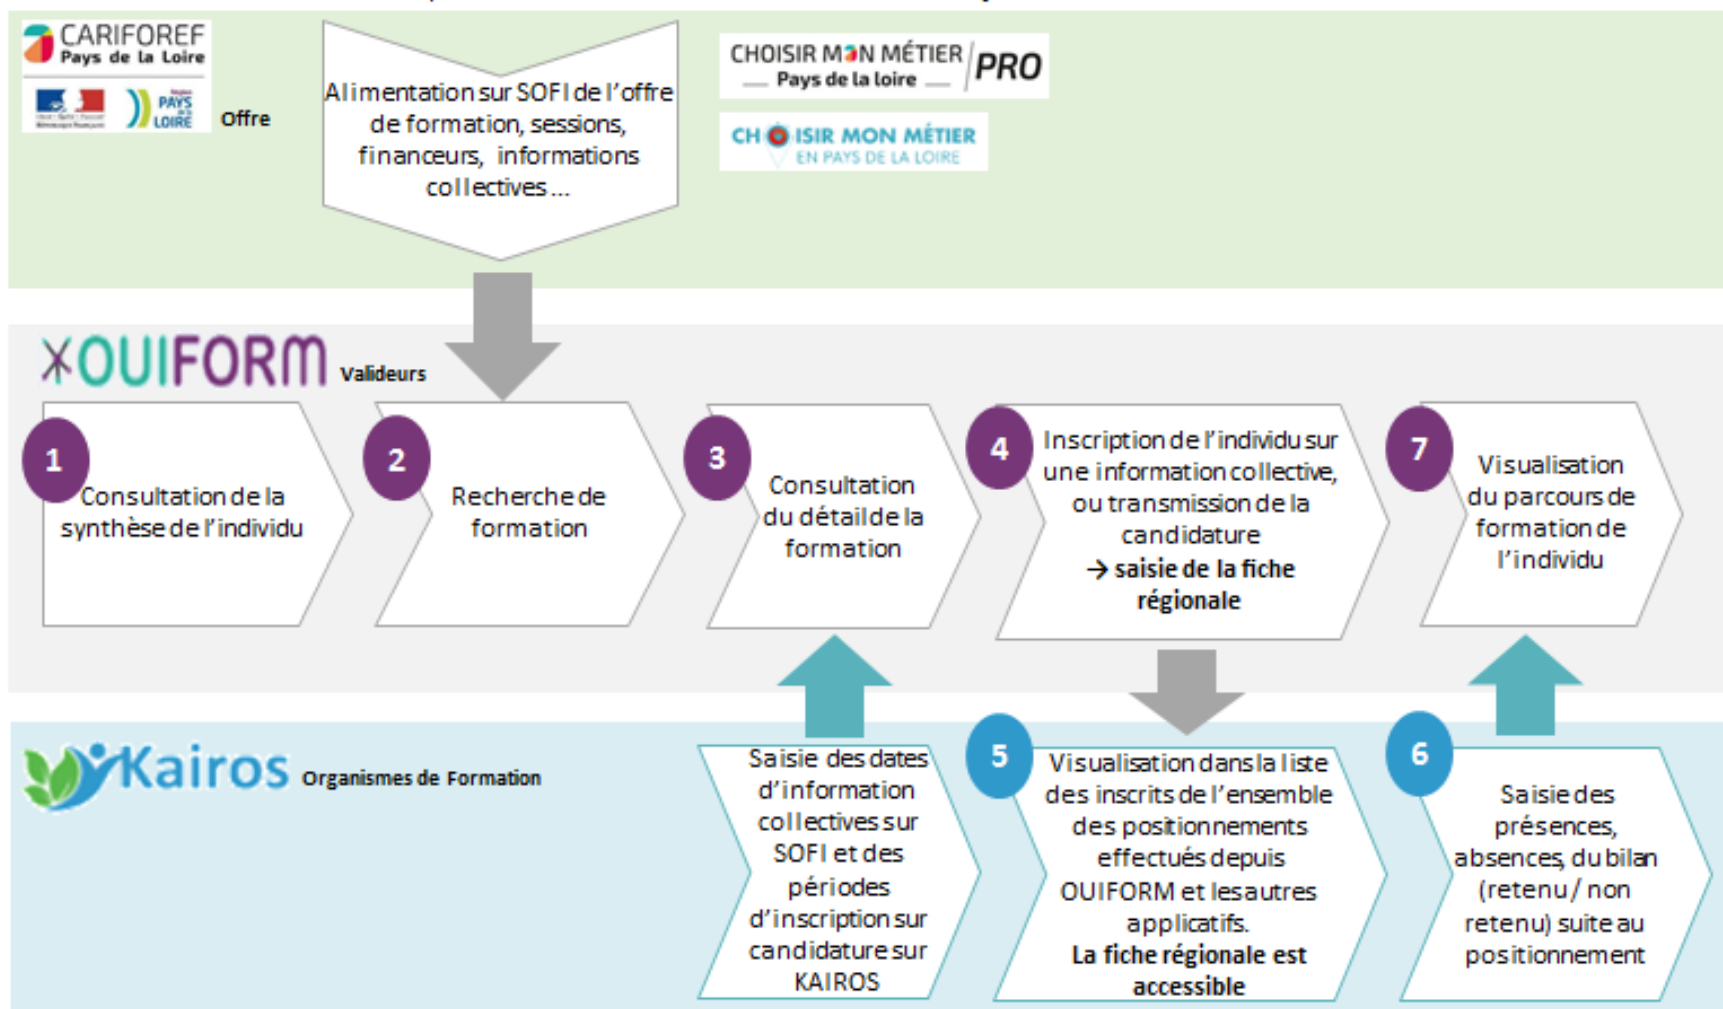 CARIFOREF
Pays de la Loire
Région
PAYS
de la
LOIRE
Offre
Alimentation sur SOFI de l'offre
de formation, sessions,
financeurs, informations
collectives ...
CHOISIR MON MÉTIER
Pays de la loire
PRO
CHOISIR MON MÉTIER
EN PAYS DE LA LOIRE
OUIFORM
Valideurs
1
Consultation de la
synthèse de l'individu
2
Recherche de
formation
3
Consultation
du détail de la
formation
4
Inscription de l'individu sur
une information collective,
ou transmission de la
candidature
→ saisie de la fiche
régionale
7
Visualisation
du parcours de
formation de
l'individu
Kairos
Organismes de Formation
Saisie des dates
d'information
collectives sur
SOFI et des
périodes
d'inscription sur
candidature sur
KAIROS
5
Visualisation dans la liste
des inscrits de l'ensemble
des positionnements
effectués depuis
OUIFORM et les autres
applicatifs.
La fiche régionale est
accessible
6
Saisie des
présences,
absences, du bilan
(retenu / non
retenu) suite au
positionnement